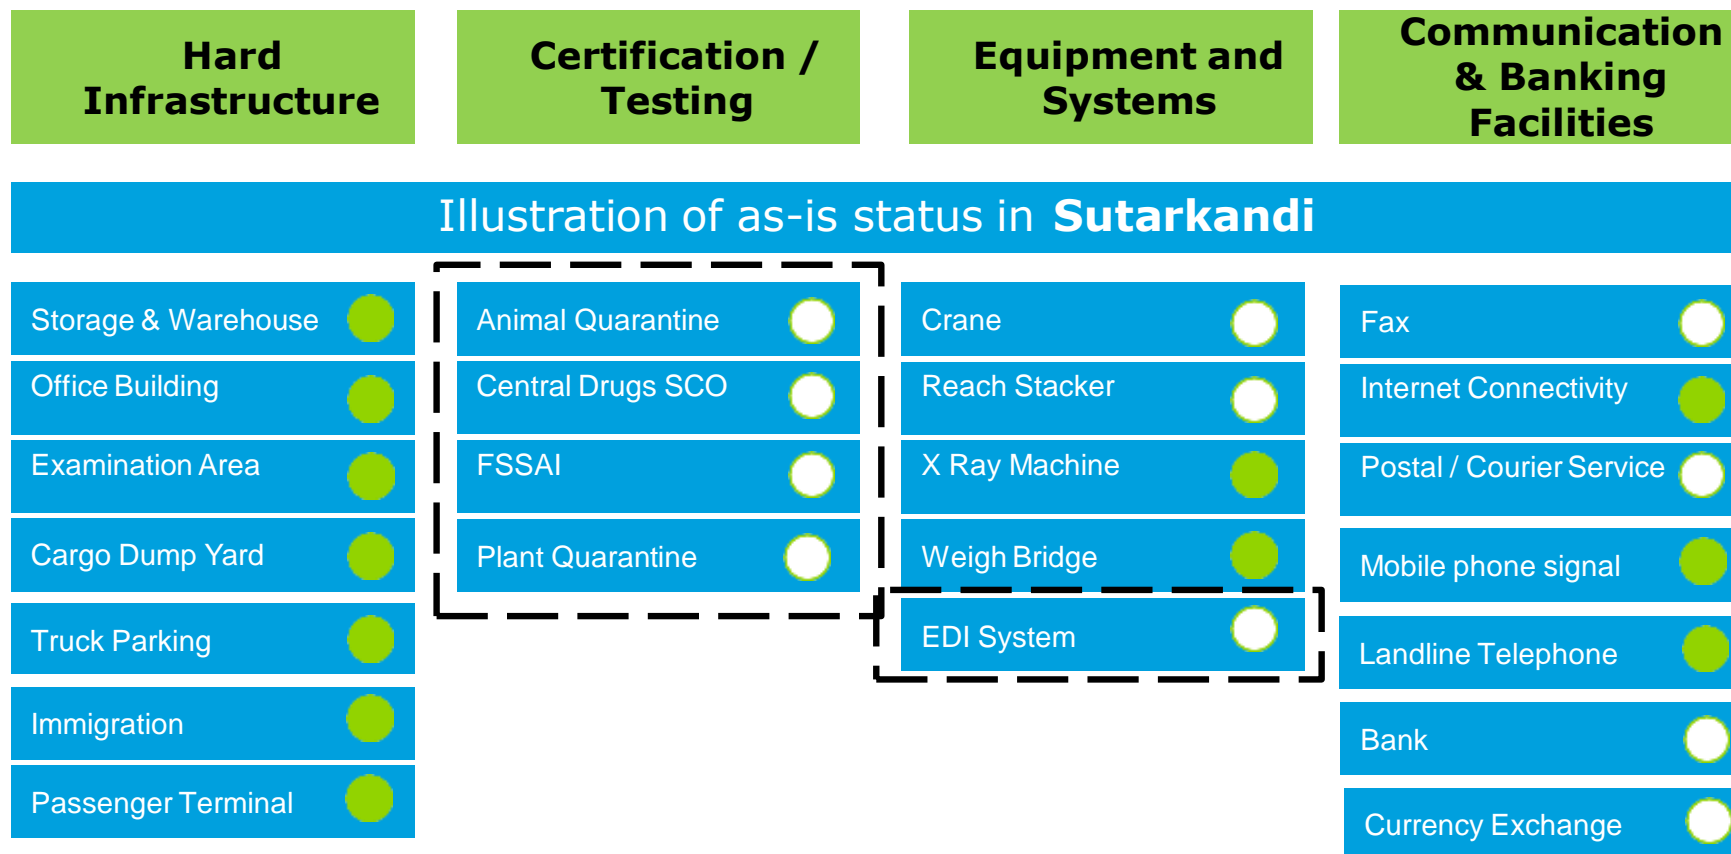 Hard
Infrastructure
Certification /
Testing
Equipment and
Systems
Communication
& Banking
Facilities
Illustration of as-is status in Sutarkandi
Storage & Warehouse
Office Building
Examination Area
Cargo Dump Yard
Truck Parking
Immigration
Passenger Terminal
Animal Quarantine
Central Drugs SCO
FSSAI
Plant Quarantine
Crane
Reach Stacker
X Ray Machine
Weigh Bridge
EDI System
Fax
Internet Connectivity
Postal / Courier Service
Mobile phone signal
Landline Telephone
Bank
Currency Exchange